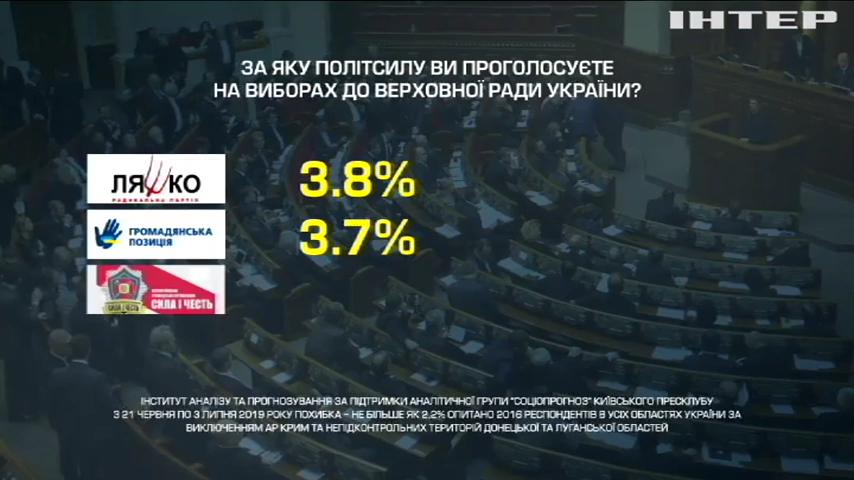 ІНТЕР
ЗА ЯКУ ПОЛІТСИЛУ ВИ ПРОГОЛОСУЄТЕ
НА ВИБОРАХ ДО ВЕРХОВНОЇ РАДИ УКРАЇНИ?
ЛЯШКО
РАДИКАЛЬНА ПАРТІЯ
3.8%
ГРОМАДЯНСЬКА
ПОЗИЦІЯ
3.7%
СИЛА І ЧЕСТЬ
СИЛА І ЧЕСТЬ
ІНСТИТУТ АНАЛІЗУ ТА ПРОГНОЗУВАННЯ ЗА ПІДТРИМКИ АНАЛІТИЧНОЇ ГРУПИ "СОЦІОПРОГНОЗ" КИЇВСЬКОГО ПРЕСКЛУБУ
З 21 ЧЕРВНЯ ПО 3 ЛИПНЯ 2019 РОКУ ПОХИБКА – НЕ БІЛЬШЕ ЯК 2,2% ОПИТАНО 2016 РЕСПОНДЕНТІВ В УСІХ ОБЛАСТЯХ УКРАЇНИ ЗА
ВИКЛЮЧЕННЯМ АР КРИМ ТА НЕПІДКОНТРОЛЬНИХ ТЕРИТОРІЙ ДОНЕЦЬКОЇ ТА ЛУГАНСЬКОЇ ОБЛАСТЕЙ